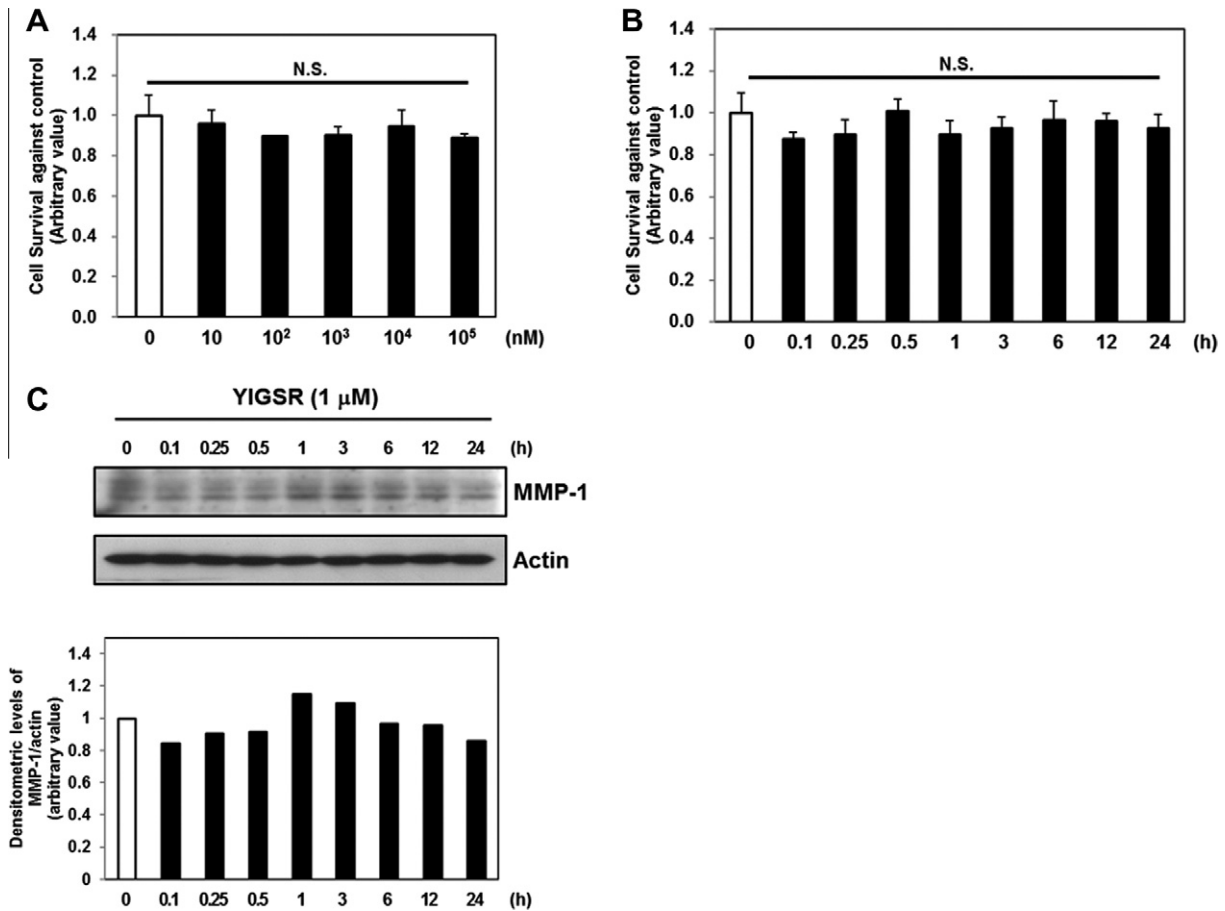 A
Cell Survival against control
(Arbitrary value)
1.4
1.2
1.0
0.8
0.6
0.4
0.2
0.0
N.S.
0 10 10² 10³ 10⁴ 10⁵ (nM)
B
Cell Survival against control
(Arbitrary value)
1.4
1.2
1.0
0.8
0.6
0.4
0.2
0.0
N.S.
0 0.1 0.25 0.5 1 3 6 12 24 (h)
C
YIGSR (1 μM)
0 0.1 0.25 0.5 1 3 6 12 24 (h)
MMP-1
Actin
Densitometric levels of
MMP-1/actin
(arbitrary value)
1.4
1.2
1
0.8
0.6
0.4
0.2
0
0 0.1 0.25 0.5 1 3 6 12 24 (h)